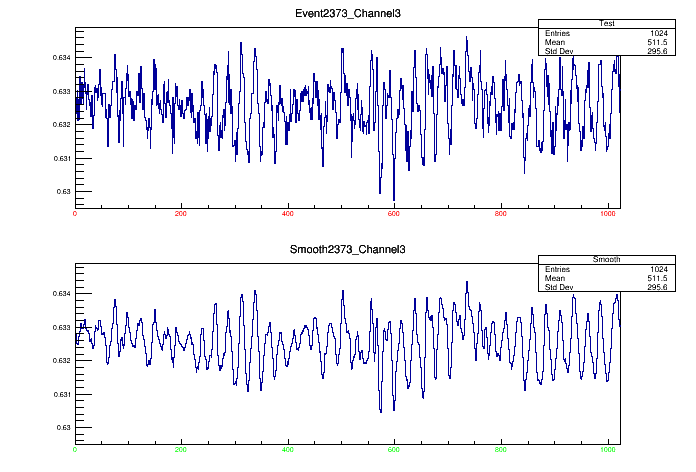 Event2373_Channel3
Test
Entries 1024
Mean 511.5
Std Dev 295.6
0.634
0.633
0.632
0.631
0.63
0 200 400 600 800 1000
Smooth2373_Channel3
Smooth
Entries 1024
Mean 511.5
Std Dev 295.6
0.634
0.633
0.632
0.631
0.63
0 200 400 600 800 1000